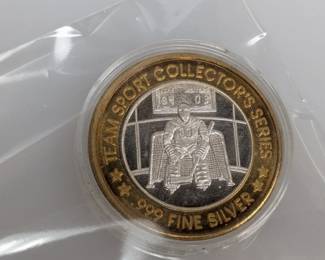 TEAM SPORT COLLECTOR'S SERIES
.999 FINE SILVER